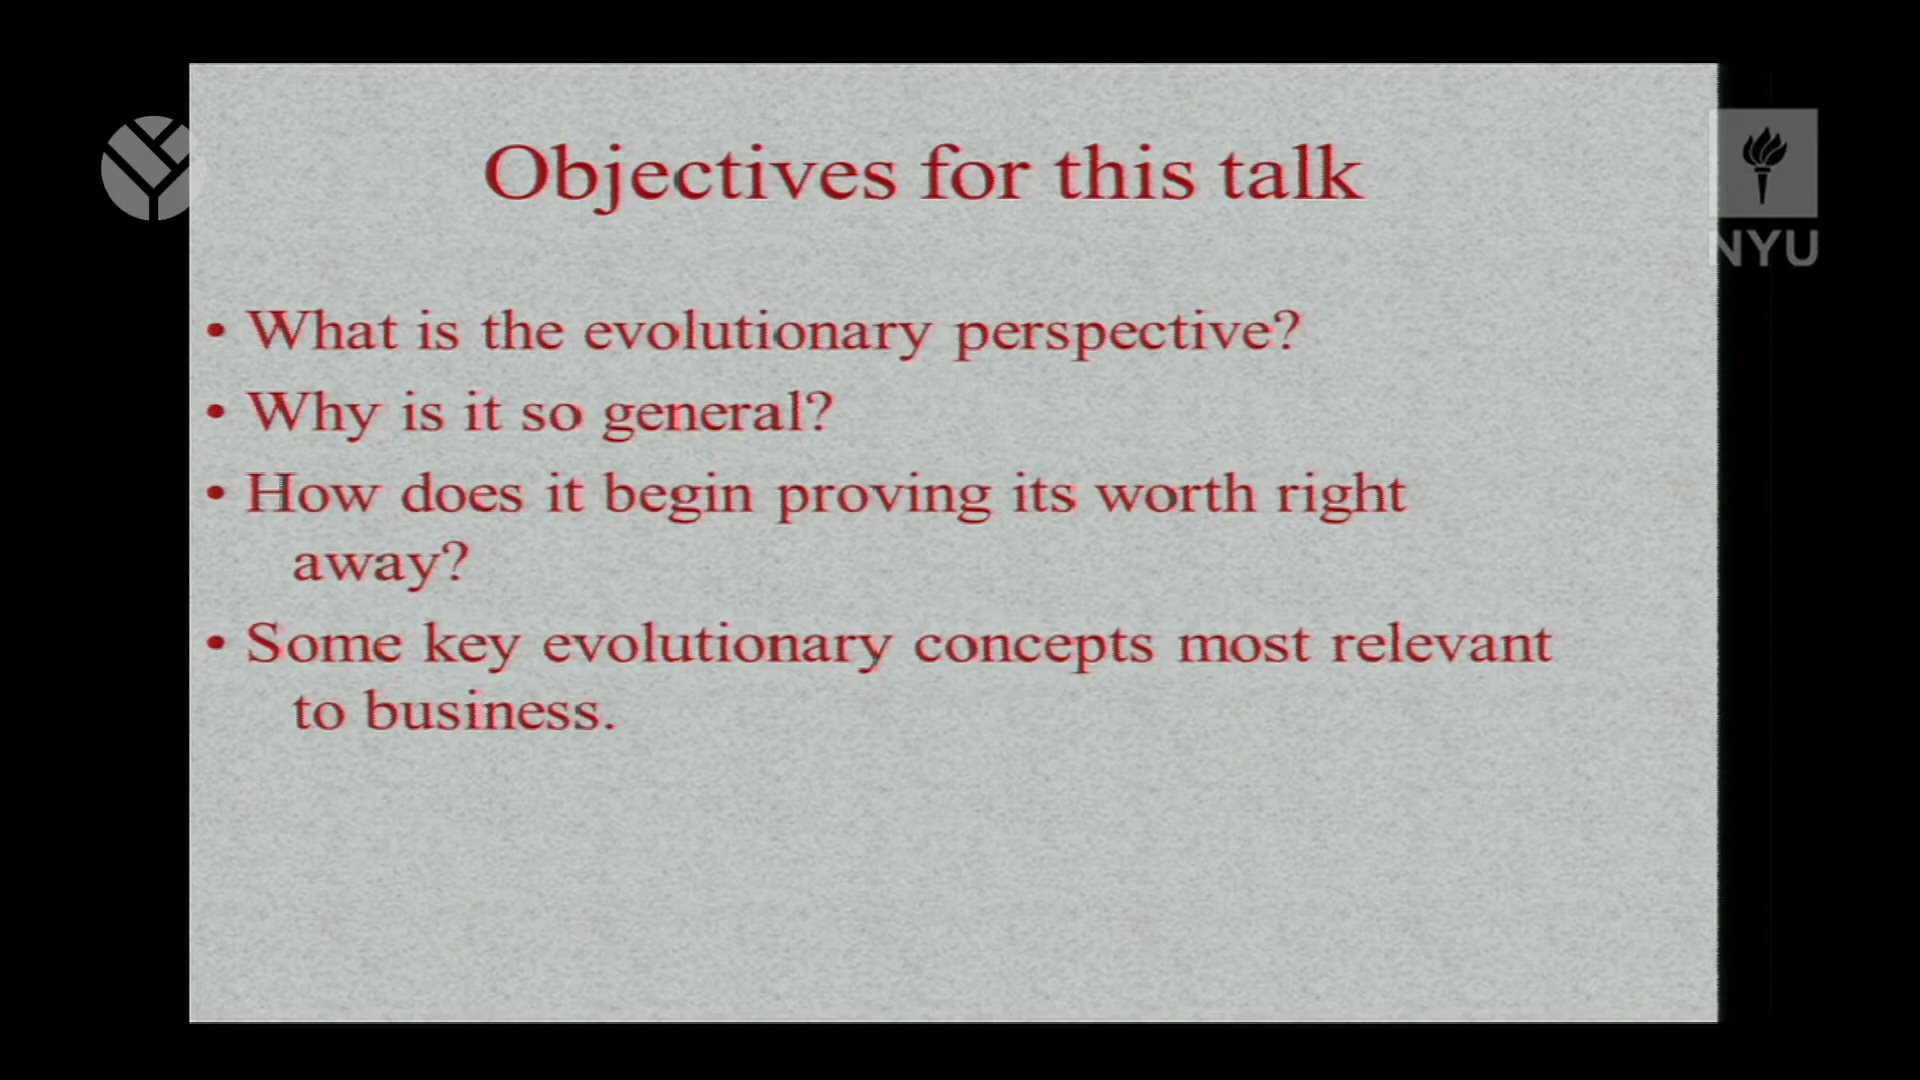 Objectives for this talk
• What is the evolutionary perspective?
• Why is it so general?
• How does it begin proving its worth right
away?
• Some key evolutionary concepts most relevant
to business.
NYU